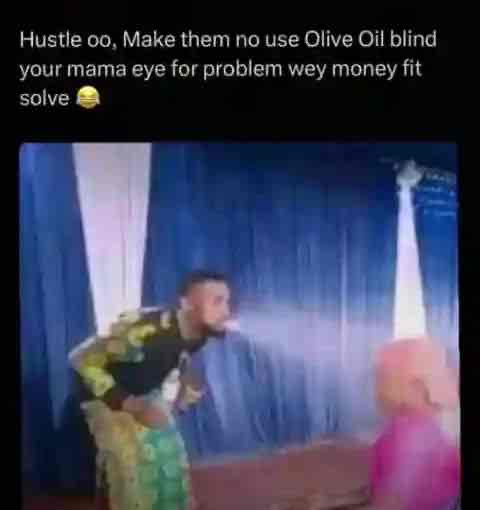 Hustle oo, Make them no use Olive Oil blind
your mama eye for problem wey money fit
solve 😂